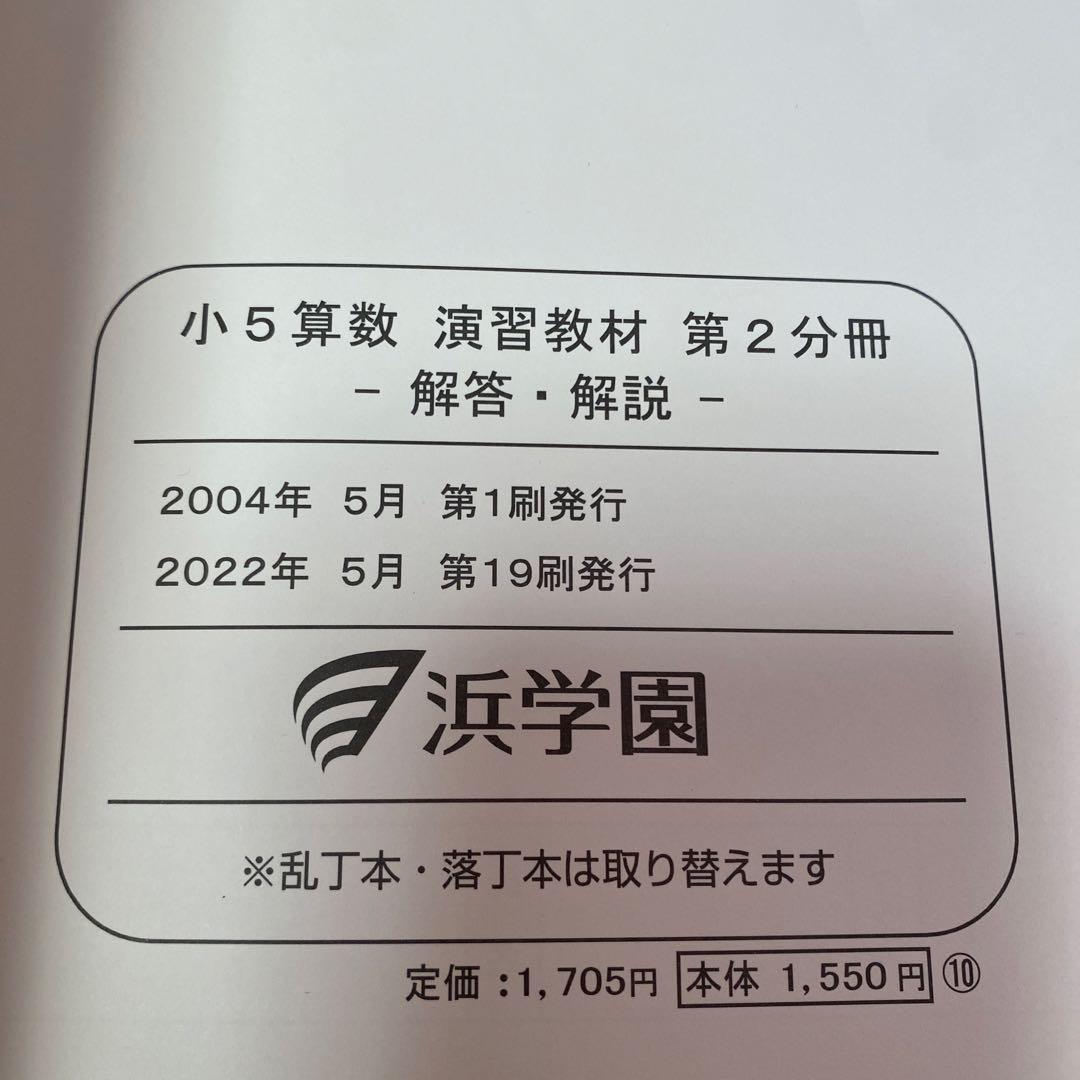 小5算数 演習教材 第2分冊
- 解答・解説 -
2004年 5月 第1刷発行
2022年 5月 第19刷発行
浜学園
※乱丁本・落丁本は取り替えます
定価:1,705円 本体 1,550円 ⑩